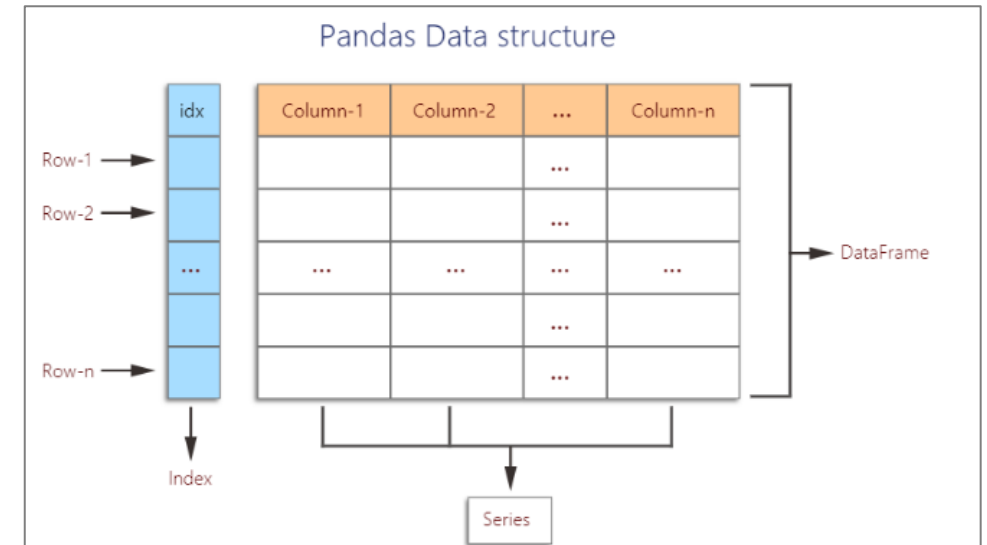 Pandas Data structure
idx Column-1 Column-2 ... Column-n
Row-1 ...
Row-2 ...
... ... ... ... ...
DataFrame
...
Row-n ...
Index
Series